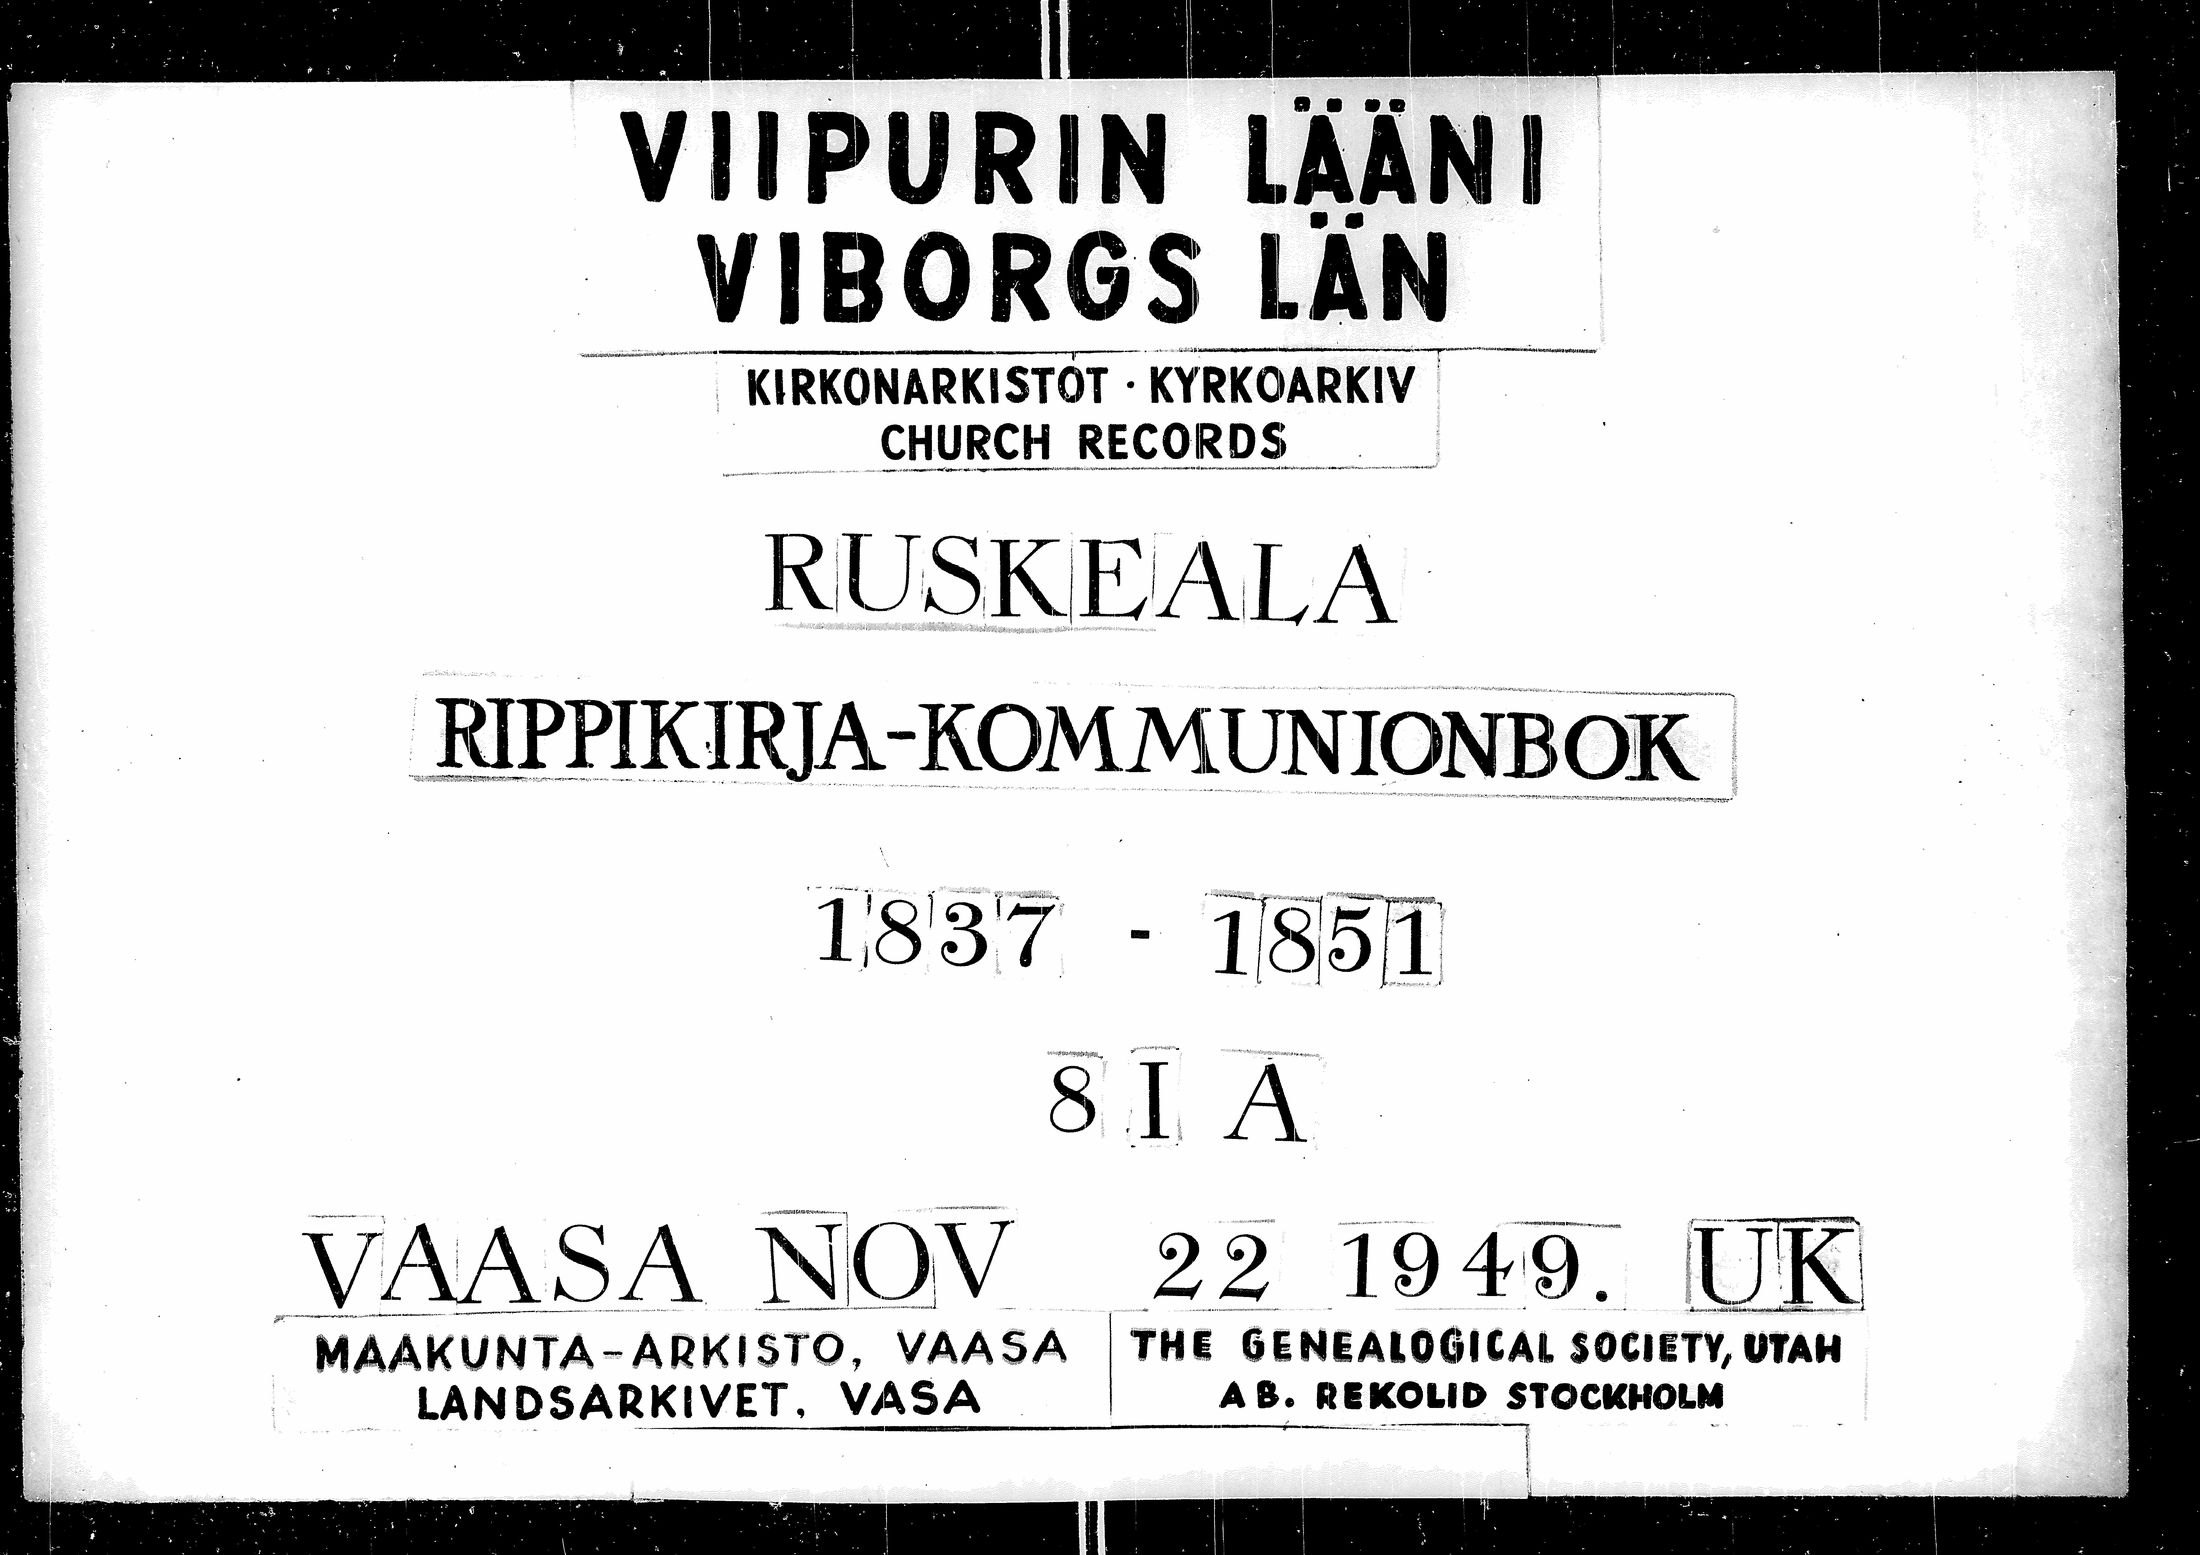 VIIPURIN LÄÄNI
VIBORGS LÄN
KIRKONARKISTOT · KYRKOARKIV
CHURCH RECORDS
RUSKEALA
RIPPIKIRJA-KOMMUNIONBOK
1837 - 1851
8 I A
VAASA NOV 22 1949. UK
MAAKUNTA-ARKISTO, VAASA
LANDSARKIVET, VASA
THE GENEALOGICAL SOCIETY, UTAH
AB. REKOLID STOCKHOLM